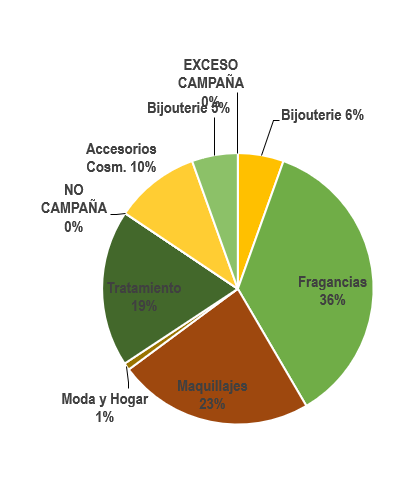 EXCESO
CAMPAÑA
0%
Bijouterie 5%
Bijouterie 6%
Accesorios
Cosm. 10%
NO
CAMPAÑA
0%
Fragancias
36%
Tratamiento
19%
Maquillajes
23%
Moda y Hogar
1%